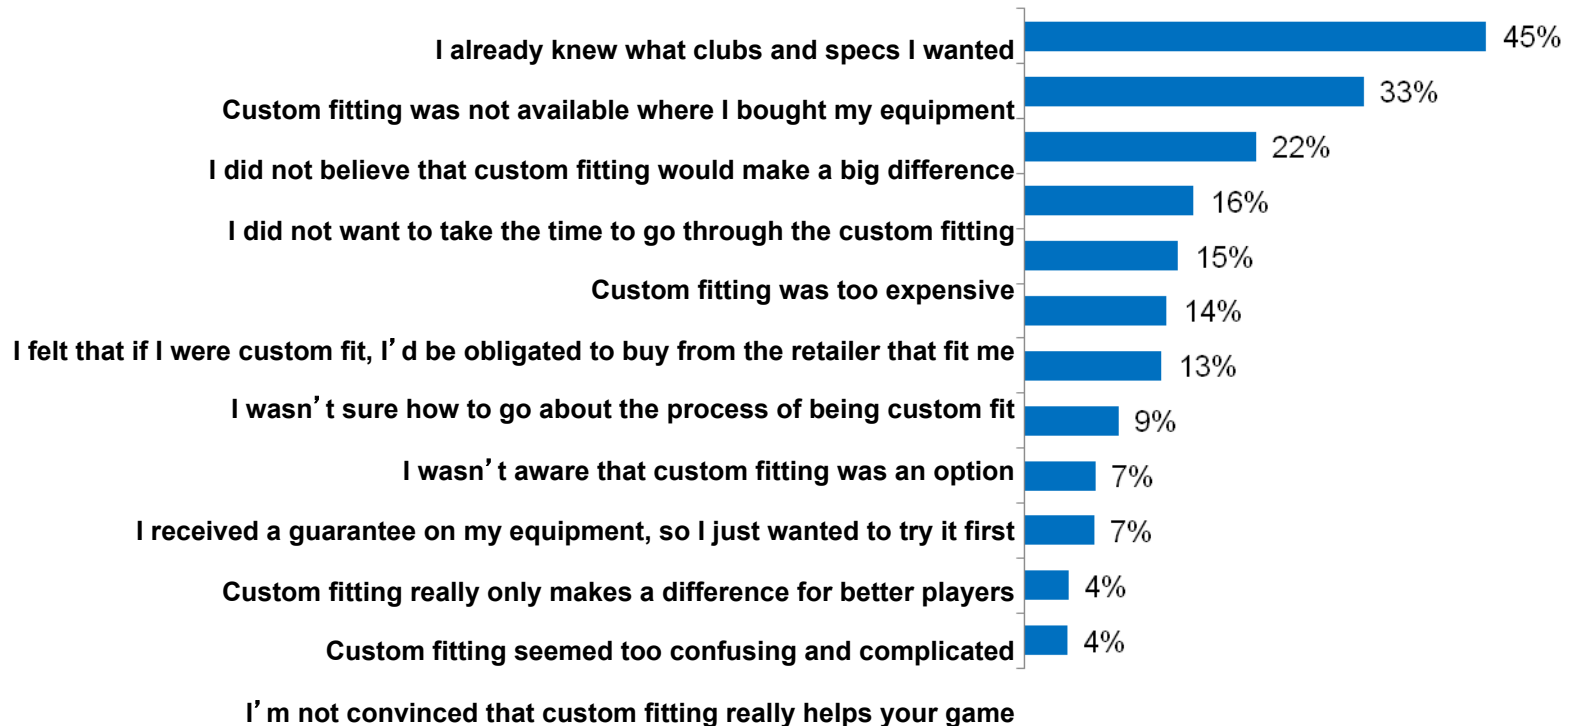 I already knew what clubs and specs I wanted 45%
Custom fitting was not available where I bought my equipment 33%
I did not believe that custom fitting would make a big difference 22%
I did not want to take the time to go through the custom fitting 16%
Custom fitting was too expensive 15%
I felt that if I were custom fit, I’d be obligated to buy from the retailer that fit me 14%
I wasn’t sure how to go about the process of being custom fit 13%
I wasn’t aware that custom fitting was an option 9%
I received a guarantee on my equipment, so I just wanted to try it first 7%
Custom fitting really only makes a difference for better players 7%
Custom fitting seemed too confusing and complicated 4%
I’m not convinced that custom fitting really helps your game 4%